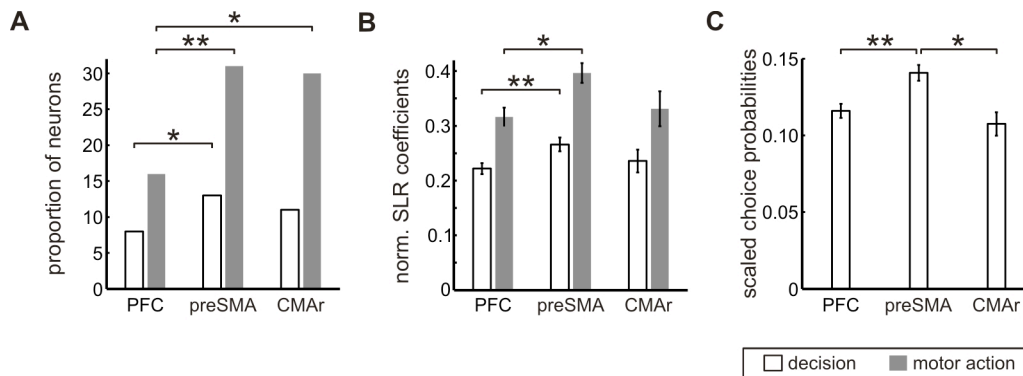 A
B
C
proportion of neurons
30
25
20
15
10
5
0
*
**
*
PFC
preSMA
CMAr
norm. SLR coefficients
0.4
0.3
0.2
0.1
0
*
**
PFC
preSMA
CMAr
scaled choice probabilities
0.15
0.10
0.05
0
**
*
PFC
preSMA
CMAr
decision
motor action